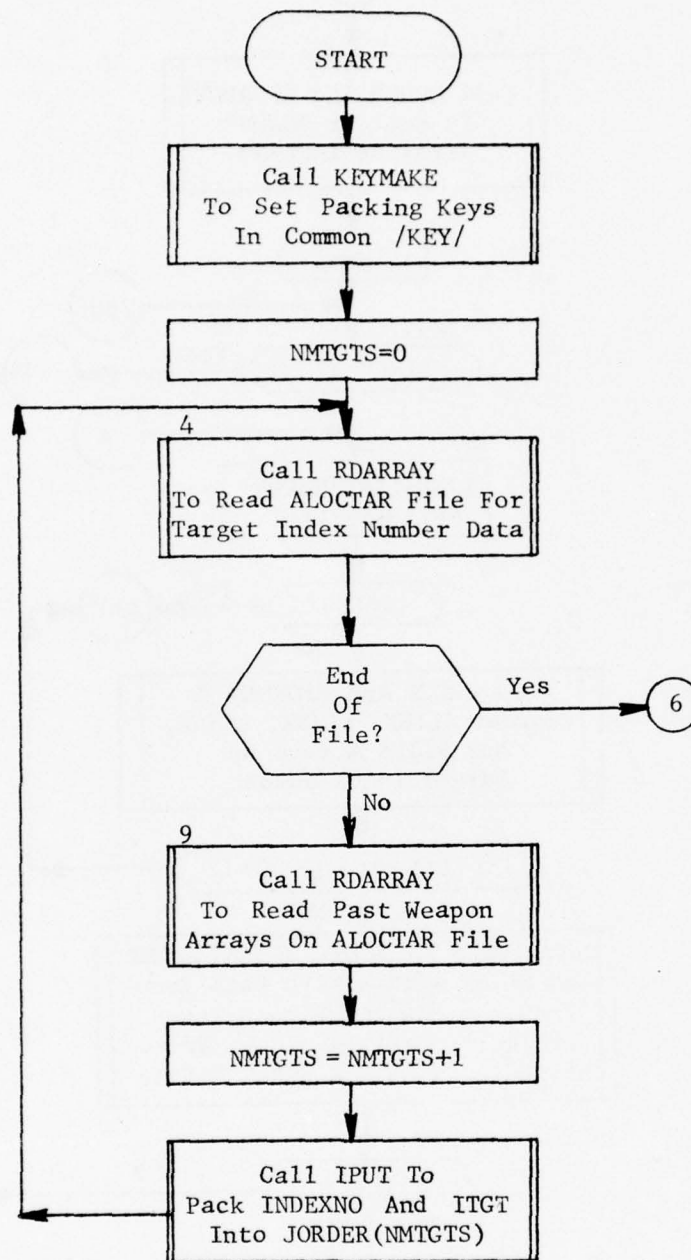 START
Call KEYMAKE
To Set Packing Keys
In Common /KEY/
NMTGTS=0
4
Call RDARRAY
To Read ALOCTAR File For
Target Index Number Data
End
Of
File?
Yes
6
No
9
Call RDARRAY
To Read Past Weapon
Arrays On ALOCTAR File
NMTGTS = NMTGTS+1
Call IPUT To
Pack INDEXNO And ITGT
Into JORDER(NMTGTS)